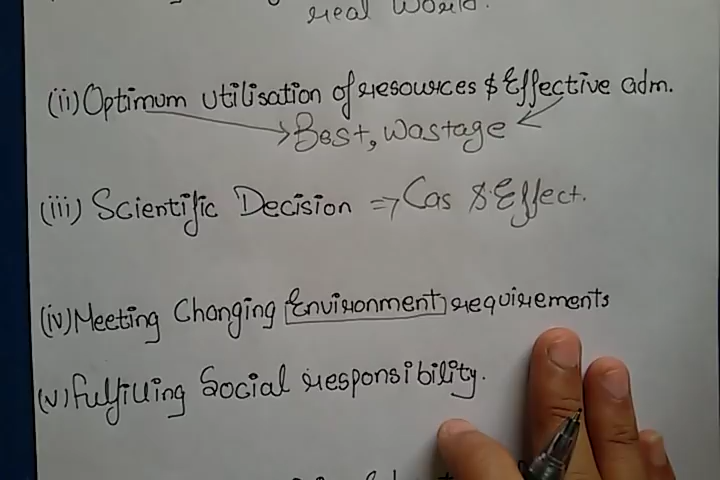 real World.
(ii) Optimum utilisation of resources & Effective adm.
Best, Wastage
(iii) Scientific Decision => Cas & Effect.
(iv) Meeting Changing Environment requirements
(v) Fulfilling Social responsibility.